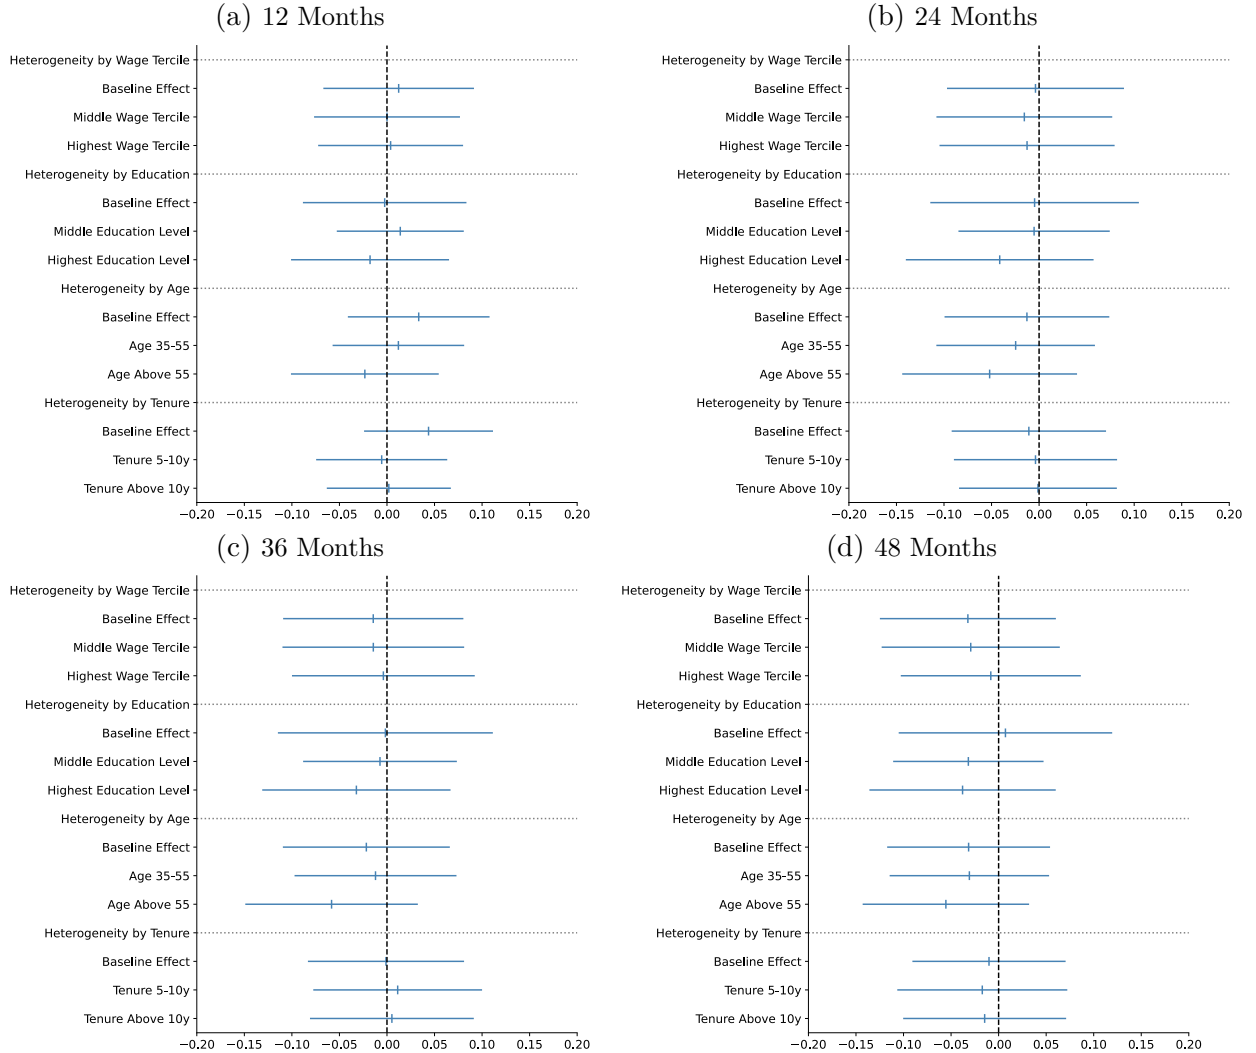 (a) 12 Months
Heterogeneity by Wage Tercile
Baseline Effect
Middle Wage Tercile
Highest Wage Tercile
Heterogeneity by Education
Baseline Effect
Middle Education Level
Highest Education Level
Heterogeneity by Age
Baseline Effect
Age 35-55
Age Above 55
Heterogeneity by Tenure
Baseline Effect
Tenure 5-10y
Tenure Above 10y
−0.20 −0.15 −0.10 −0.05 0.00 0.05 0.10 0.15 0.20
(b) 24 Months
Heterogeneity by Wage Tercile
Baseline Effect
Middle Wage Tercile
Highest Wage Tercile
Heterogeneity by Education
Baseline Effect
Middle Education Level
Highest Education Level
Heterogeneity by Age
Baseline Effect
Age 35-55
Age Above 55
Heterogeneity by Tenure
Baseline Effect
Tenure 5-10y
Tenure Above 10y
−0.20 −0.15 −0.10 −0.05 0.00 0.05 0.10 0.15 0.20
(c) 36 Months
Heterogeneity by Wage Tercile
Baseline Effect
Middle Wage Tercile
Highest Wage Tercile
Heterogeneity by Education
Baseline Effect
Middle Education Level
Highest Education Level
Heterogeneity by Age
Baseline Effect
Age 35-55
Age Above 55
Heterogeneity by Tenure
Baseline Effect
Tenure 5-10y
Tenure Above 10y
−0.20 −0.15 −0.10 −0.05 0.00 0.05 0.10 0.15 0.20
(d) 48 Months
Heterogeneity by Wage Tercile
Baseline Effect
Middle Wage Tercile
Highest Wage Tercile
Heterogeneity by Education
Baseline Effect
Middle Education Level
Highest Education Level
Heterogeneity by Age
Baseline Effect
Age 35-55
Age Above 55
Heterogeneity by Tenure
Baseline Effect
Tenure 5-10y
Tenure Above 10y
−0.20 −0.15 −0.10 −0.05 0.00 0.05 0.10 0.15 0.20